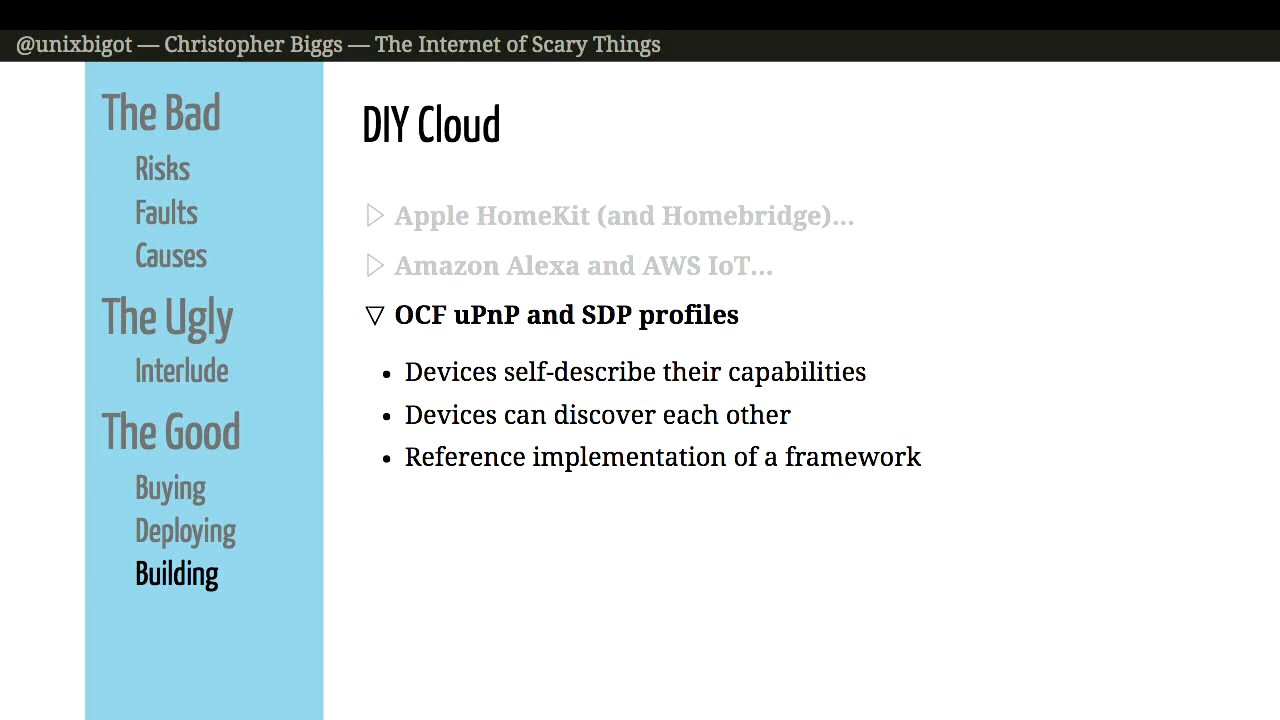 @unixbigot — Christopher Biggs — The Internet of Scary Things
The Bad
Risks
Faults
Causes
The Ugly
Interlude
The Good
Buying
Deploying
Building
DIY Cloud
▷ Apple HomeKit (and Homebridge)...
▷ Amazon Alexa and AWS IoT...
▽ OCF uPnP and SDP profiles
• Devices self-describe their capabilities
• Devices can discover each other
• Reference implementation of a framework